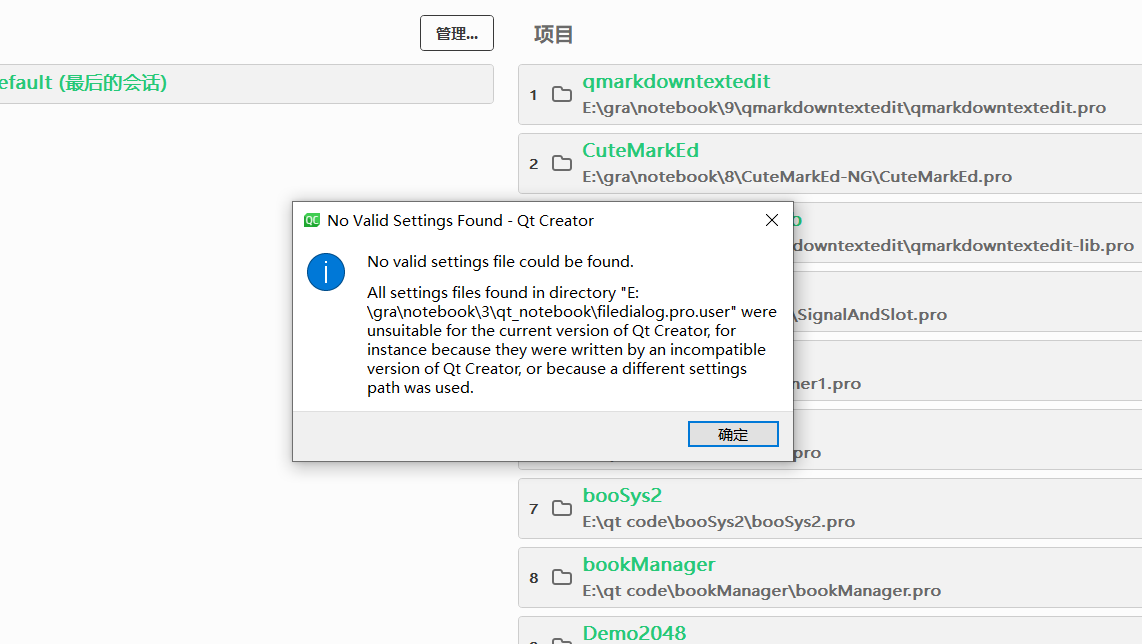 管理...
项目
efault (最后的会话)
1
qmarkdowntextedit
E:\gra\notebook\9\qmarkdowntextedit\qmarkdowntextedit.pro
2
CuteMarkEd
E:\gra\notebook\8\CuteMarkEd-NG\CuteMarkEd.pro
QC No Valid Settings Found - Qt Creator
No valid settings file could be found.
All settings files found in directory "E:
\gra\notebook\3\qt_notebook\filedialog.pro.user" were
unsuitable for the current version of Qt Creator, for
instance because they were written by an incompatible
version of Qt Creator, or because a different settings
path was used.
确定
downtextedit\qmarkdowntextedit-lib.pro
\SignalAndSlot.pro
ner1.pro
pro
7
booSys2
E:\qt code\booSys2\booSys2.pro
8
bookManager
E:\qt code\bookManager\bookManager.pro
Demo2048